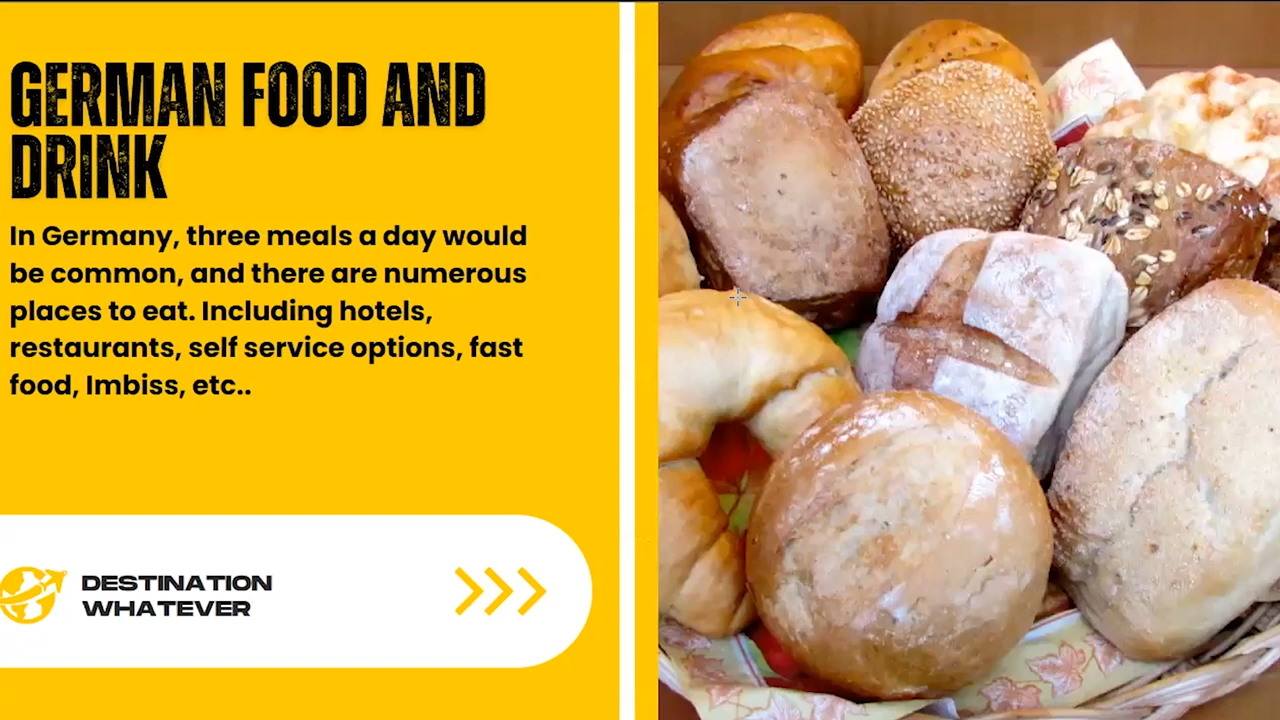 GERMAN FOOD AND
DRINK
In Germany, three meals a day would
be common, and there are numerous
places to eat. Including hotels,
restaurants, self service options, fast
food, Imbiss, etc..
DESTINATION
WHATEVER